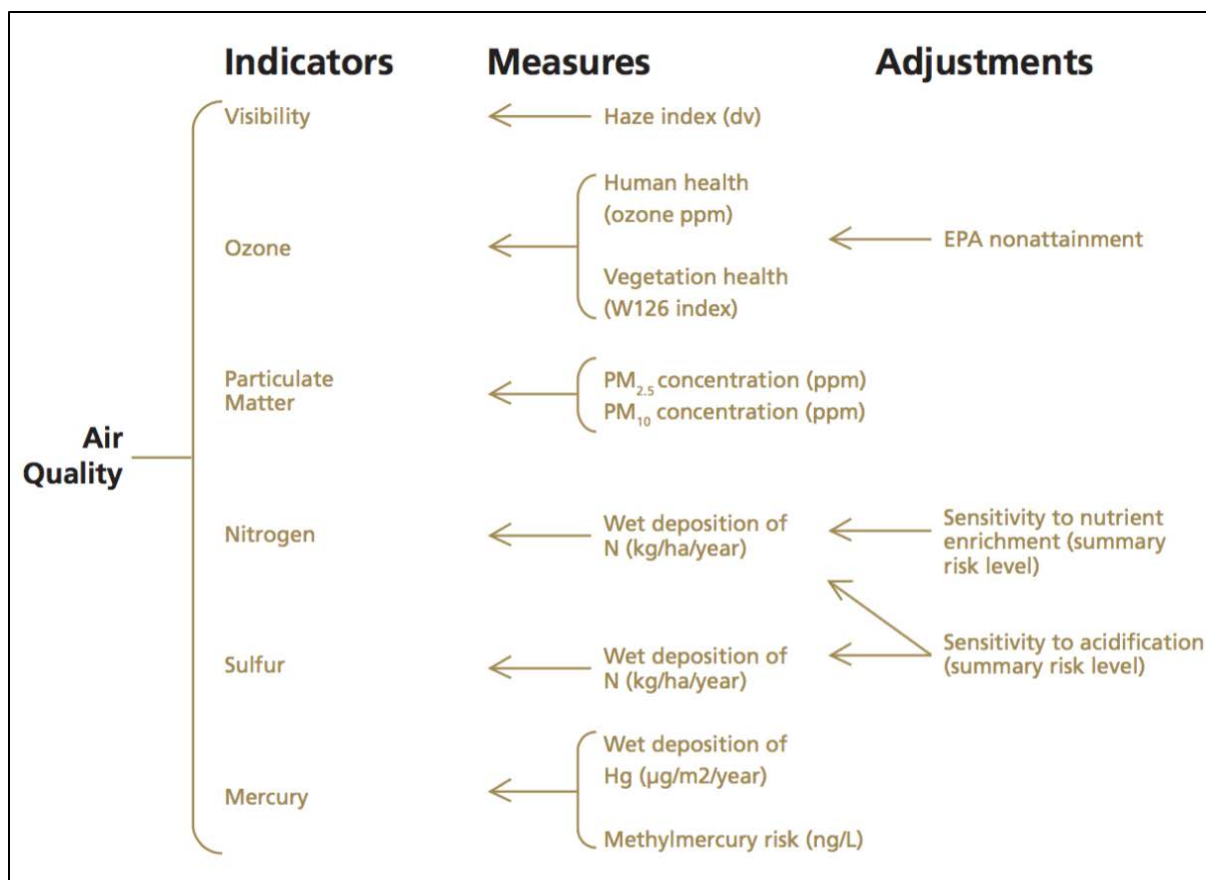 Indicators Measures Adjustments
Visibility
Haze index (dv)
Human health
(ozone ppm)
Ozone
EPA nonattainment
Vegetation health
(W126 index)
Particulate
Matter
PM2.5 concentration (ppm)
PM10 concentration (ppm)
Air
Quality
Nitrogen
Wet deposition of
N (kg/ha/year)
Sensitivity to nutrient
enrichment (summary
risk level)
Sulfur
Wet deposition of
N (kg/ha/year)
Sensitivity to acidification
(summary risk level)
Mercury
Wet deposition of
Hg (µg/m2/year)
Methylmercury risk (ng/L)